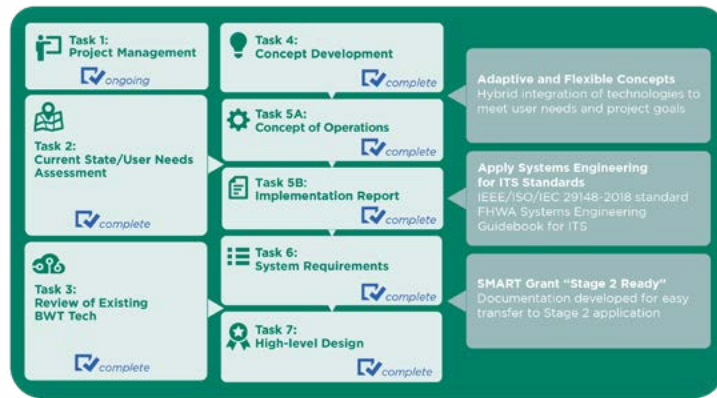 Task 1:
Project Management
ongoing
Task 2:
Current State/User Needs
Assessment
complete
Task 3:
Review of Existing
BWT Tech
complete
Task 4:
Concept Development
complete
Task 5A:
Concept of Operations
complete
Task 5B:
Implementation Report
complete
Task 6:
System Requirements
complete
Task 7:
High-level Design
complete
Adaptive and Flexible Concepts
Hybrid integration of technologies to
meet user needs and project goals
Apply Systems Engineering
for ITS Standards
IEEE/ISO/IEC 29148-2018 standard
FHWA Systems Engineering
Guidebook for ITS
SMART Grant “Stage 2 Ready”
Documentation developed for easy
transfer to Stage 2 application